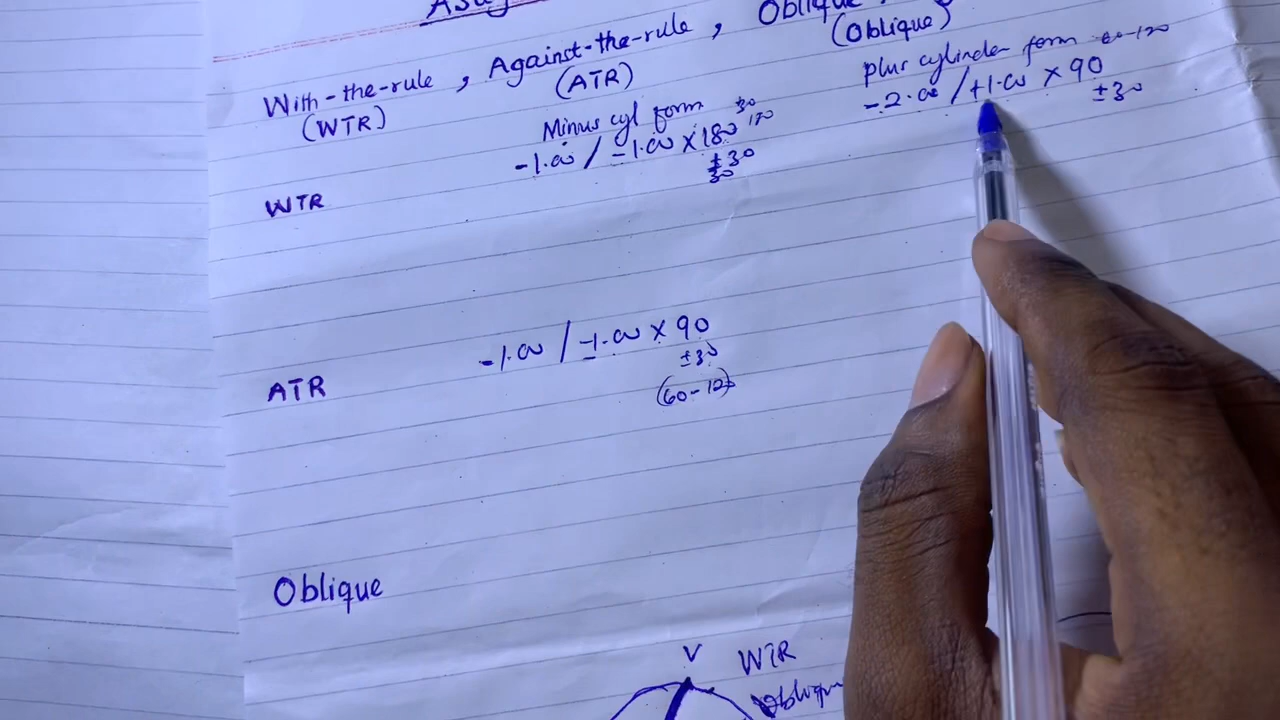 With-the-rule , Against-the-rule , Oblique
(WTR) (ATR) (Oblique)
Minus cyl form plus cylinder form 60-120
-1.00 / -1.00 × 180 -2.00 / +1.00 × 90
±30 ±30
30
WTR
-1.00 / -1.00 × 90
±30
ATR
Oblique
V WTR